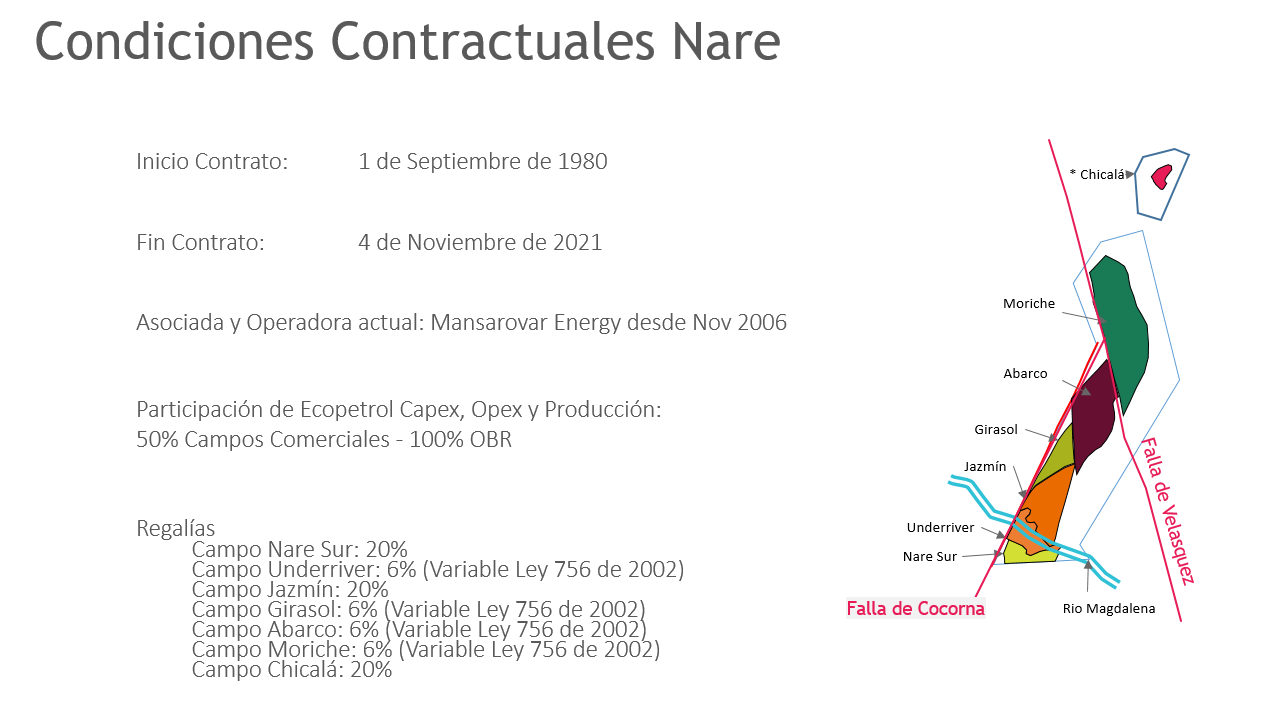 Condiciones Contractuales Nare
Inicio Contrato: 1 de Septiembre de 1980
Fin Contrato: 4 de Noviembre de 2021
Asociada y Operadora actual: Mansarovar Energy desde Nov 2006
Participación de Ecopetrol Capex, Opex y Producción:
50% Campos Comerciales - 100% OBR
Regalías
Campo Nare Sur: 20%
Campo Underriver: 6% (Variable Ley 756 de 2002)
Campo Jazmín: 20%
Campo Girasol: 6% (Variable Ley 756 de 2002)
Campo Abarco: 6% (Variable Ley 756 de 2002)
Campo Moriche: 6% (Variable Ley 756 de 2002)
Campo Chicalá: 20%
* Chicalá
Moriche
Abarco
Girasol
Jazmín
Underriver
Nare Sur
Falla de Velasquez
Falla de Cocorna
Rio Magdalena